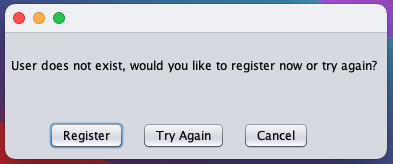 User does not exist, would you like to register now or try again?
Register Try Again Cancel